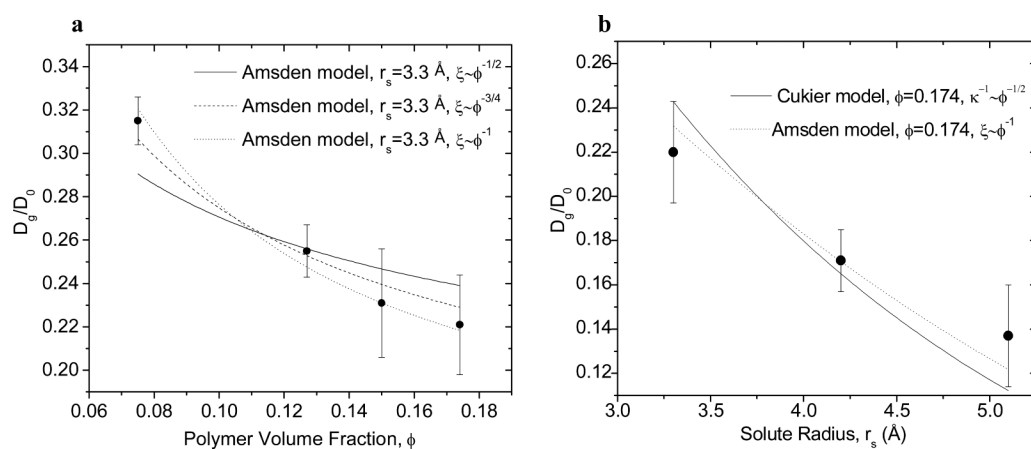 a
0.34
0.32
0.30
0.28
0.26
0.24
0.22
0.20
D_g/D_0
Amsden model, r_s=3.3 Å, ξ~ϕ^-1/2
Amsden model, r_s=3.3 Å, ξ~ϕ^-3/4
Amsden model, r_s=3.3 Å, ξ~ϕ^-1
0.06 0.08 0.10 0.12 0.14 0.16 0.18
Polymer Volume Fraction, ϕ
b
0.26
0.24
0.22
0.20
0.18
0.16
0.14
0.12
D_g/D_0
Cukier model, ϕ=0.174, κ^-1~ϕ^-1/2
Amsden model, ϕ=0.174, ξ~ϕ^-1
3.0 3.5 4.0 4.5 5.0
Solute Radius, r_s (Å)